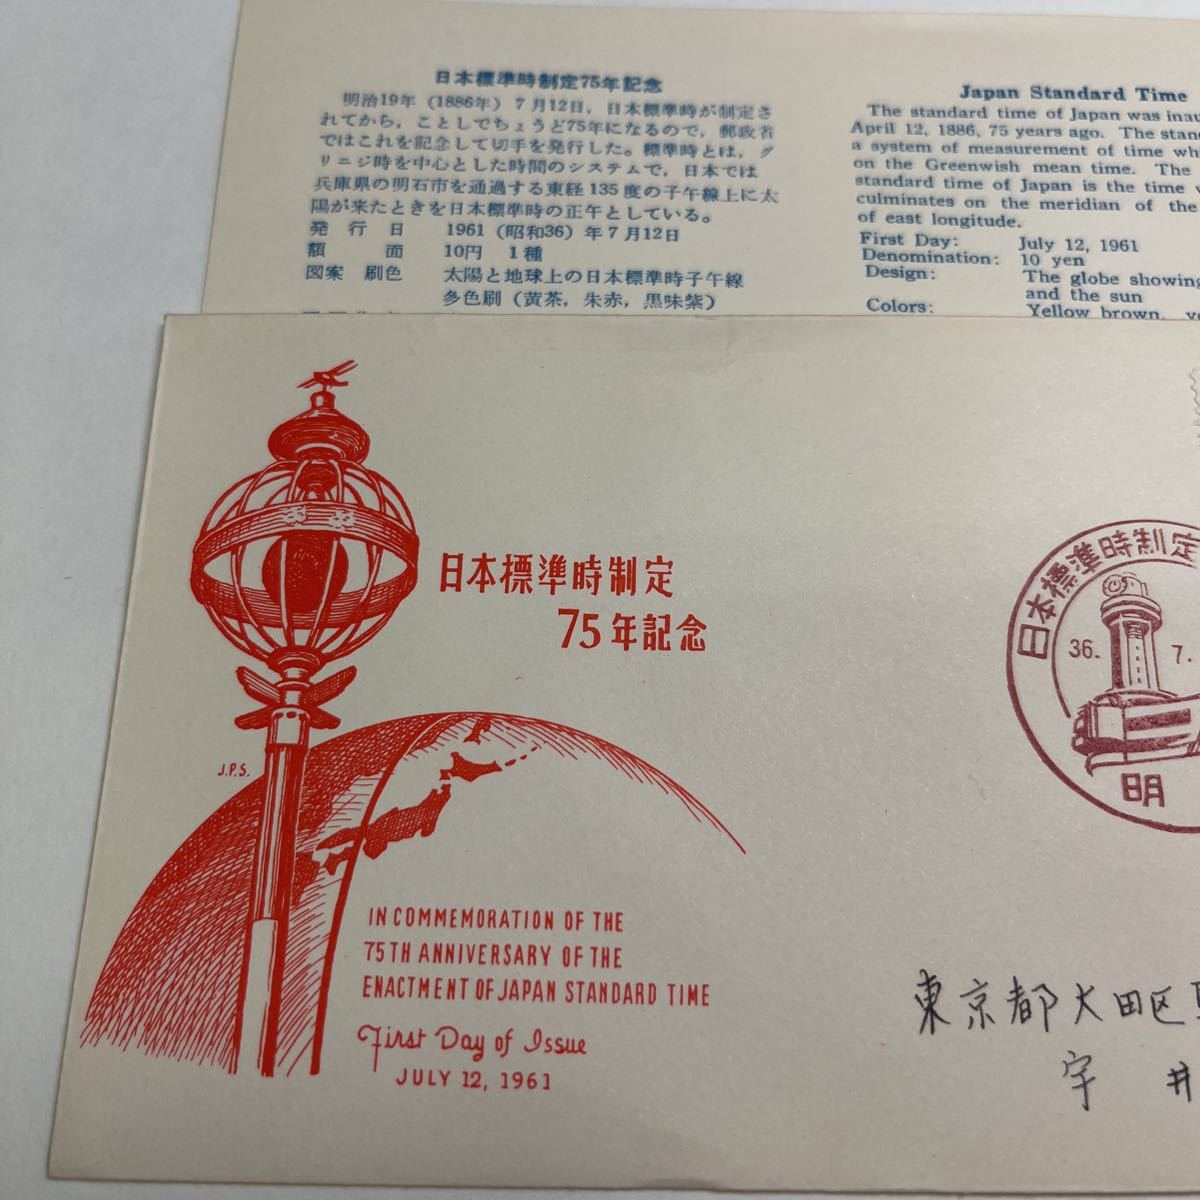 日本標準時制定75年記念
明治19年（1886年）7月12日，日本標準時が制定さ
れてから，ことしでちょうど75年になるので，郵政省
ではこれを記念して切手を発行した。標準時とは，グ
リニジ時を中心とした時間のシステムで，日本では
兵庫県の明石市を通過する東経135度の子午線上に太
陽が来たときを日本標準時の正午としている。
発行日 1961（昭和36）年7月12日
額面 10円 1種
図案 刷色 太陽と地球上の日本標準時子午線
多色刷（黄茶，朱赤，黒味紫）
Japan Standard Time
The standard time of Japan was inau
April 12, 1886, 75 years ago. The stand
a system of measurement of time wh
on the Greenwish mean time. The
standard time of Japan is the time
culminates on the meridian of the
of east longitude.
First Day: July 12, 1961
Denomination: 10 yen
Design: The globe showing
and the sun
Colors: Yellow brown, ve
日本標準時制定
75年記念
J.P.S.
IN COMMEMORATION OF THE
75TH ANNIVERSARY OF THE
ENACTMENT OF JAPAN STANDARD TIME
First Day of Issue
JULY 12, 1961
日本標準時制定
36. 7.
明
東京都大田区
宇井